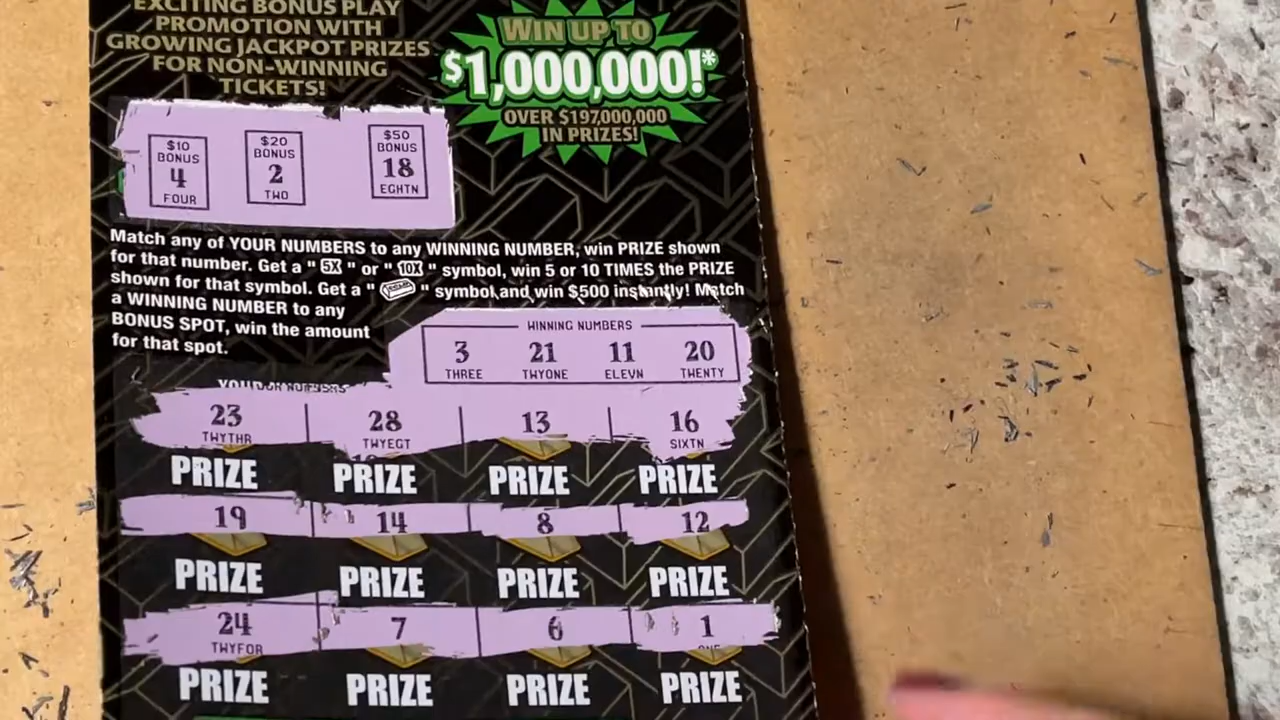 EXCITING BONUS PLAY
PROMOTION WITH
GROWING JACKPOT PRIZES
FOR NON-WINNING
TICKETS!
WIN UP TO
$1,000,000!*
OVER $197,000,000
IN PRIZES!
$10 $20 $50
BONUS BONUS BONUS
4 2 18
FOUR TWO EGHTN
Match any of YOUR NUMBERS to any WINNING NUMBER, win PRIZE shown
for that number. Get a " 5X " or " 10X " symbol, win 5 or 10 TIMES the PRIZE
shown for that symbol. Get a " " symbol and win $500 instantly! Match
a WINNING NUMBER to any
BONUS SPOT, win the amount
for that spot.
WINNING NUMBERS
3 21 11 20
THREE TWYONE ELEVN TWENTY
23 28 13 16
TWYTHR TWYEGT SIXTN
PRIZE PRIZE PRIZE PRIZE
19 14 8 12
PRIZE PRIZE PRIZE PRIZE
24 7 6 1
TWYFOR ONE
PRIZE PRIZE PRIZE PRIZE